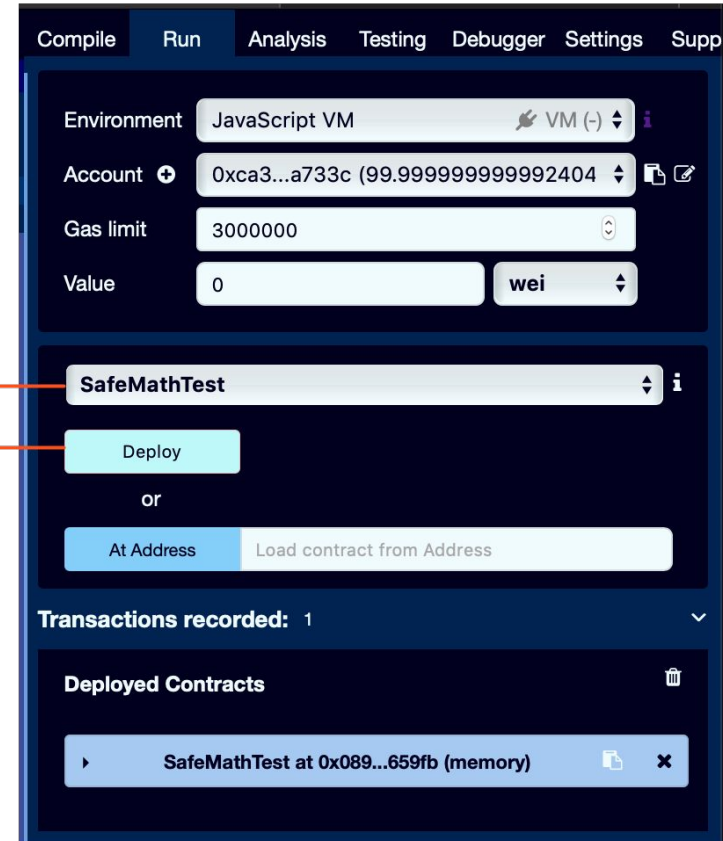 Compile Run Analysis Testing Debugger Settings Supp
Environment JavaScript VM VM (-)
Account 0xca3...a733c (99.999999999992404
Gas limit 3000000
Value 0 wei
SafeMathTest
Deploy
or
At Address Load contract from Address
Transactions recorded: 1
Deployed Contracts
SafeMathTest at 0x089...659fb (memory)